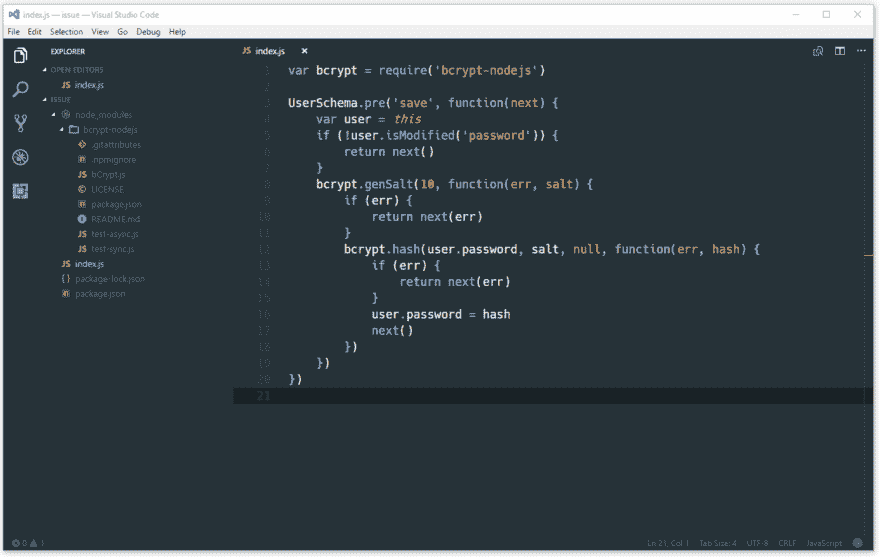 index.js — issue — Visual Studio Code
File Edit Selection View Go Debug Help
EXPLORER
OPEN EDITORS
JS index.js
ISSUE
node_modules
bcrypt-nodejs
.gitattributes
.npmignore
JS bCrypt.js
LICENSE
package.json
README.md
JS test-async.js
JS test-sync.js
JS index.js
{} package-lock.json
package.json
JS index.js
1 var bcrypt = require('bcrypt-nodejs')
2
3 UserSchema.pre('save', function(next) {
4 var user = this
5 if (!user.isModified('password')) {
6 return next()
7 }
8 bcrypt.genSalt(10, function(err, salt) {
9 if (err) {
10 return next(err)
11 }
12 bcrypt.hash(user.password, salt, null, function(err, hash) {
13 if (err) {
14 return next(err)
15 }
16 user.password = hash
17 next()
18 })
19 })
20 })
21
0 1 Ln 21, Col 1 Tab Size: 4 UTF-8 CRLF JavaScript